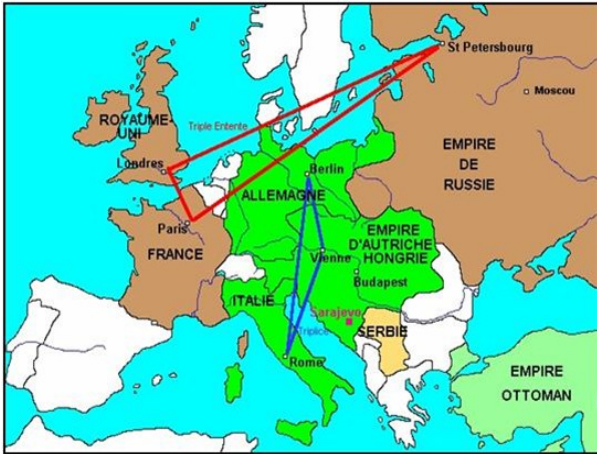 St Petersbourg
Moscou
ROYAUME-
UNI
Triple Entente
EMPIRE
DE
RUSSIE
Londres
Berlin
ALLEMAGNE
Paris
FRANCE
EMPIRE
D'AUTRICHE
HONGRIE
Vienne
Budapest
ITALIE
Sarajevo
Triplice
SERBIE
Rome
EMPIRE
OTTOMAN